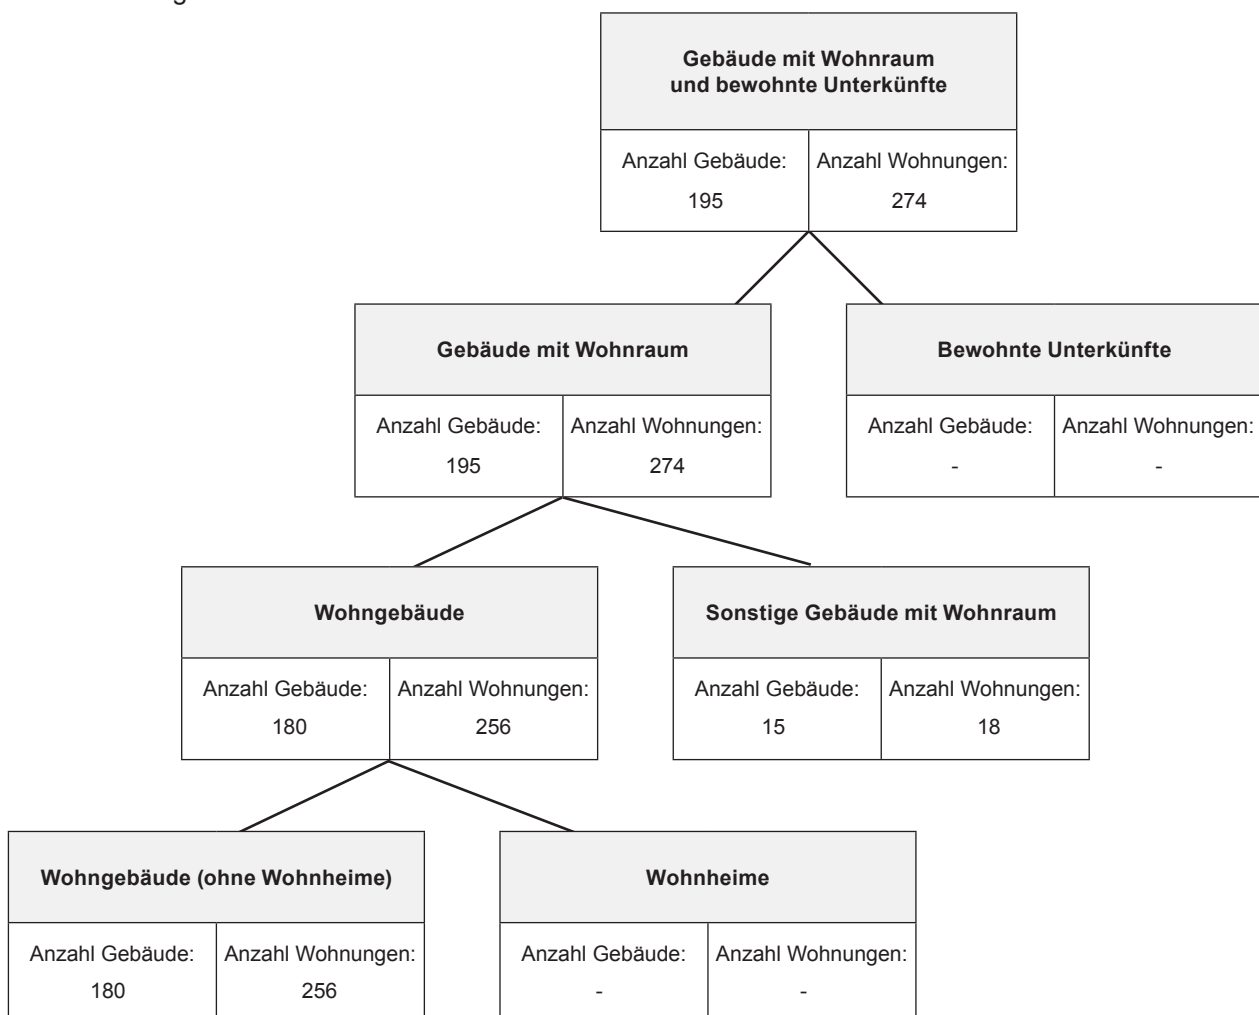 Gebäude mit Wohnraum
und bewohnte Unterkünfte
Anzahl Gebäude: Anzahl Wohnungen:
195 274
Gebäude mit Wohnraum Bewohnte Unterkünfte
Anzahl Gebäude: Anzahl Wohnungen: Anzahl Gebäude: Anzahl Wohnungen:
195 274 - -
Wohngebäude Sonstige Gebäude mit Wohnraum
Anzahl Gebäude: Anzahl Wohnungen: Anzahl Gebäude: Anzahl Wohnungen:
180 256 15 18
Wohngebäude (ohne Wohnheime) Wohnheime
Anzahl Gebäude: Anzahl Wohnungen: Anzahl Gebäude: Anzahl Wohnungen:
180 256 - -